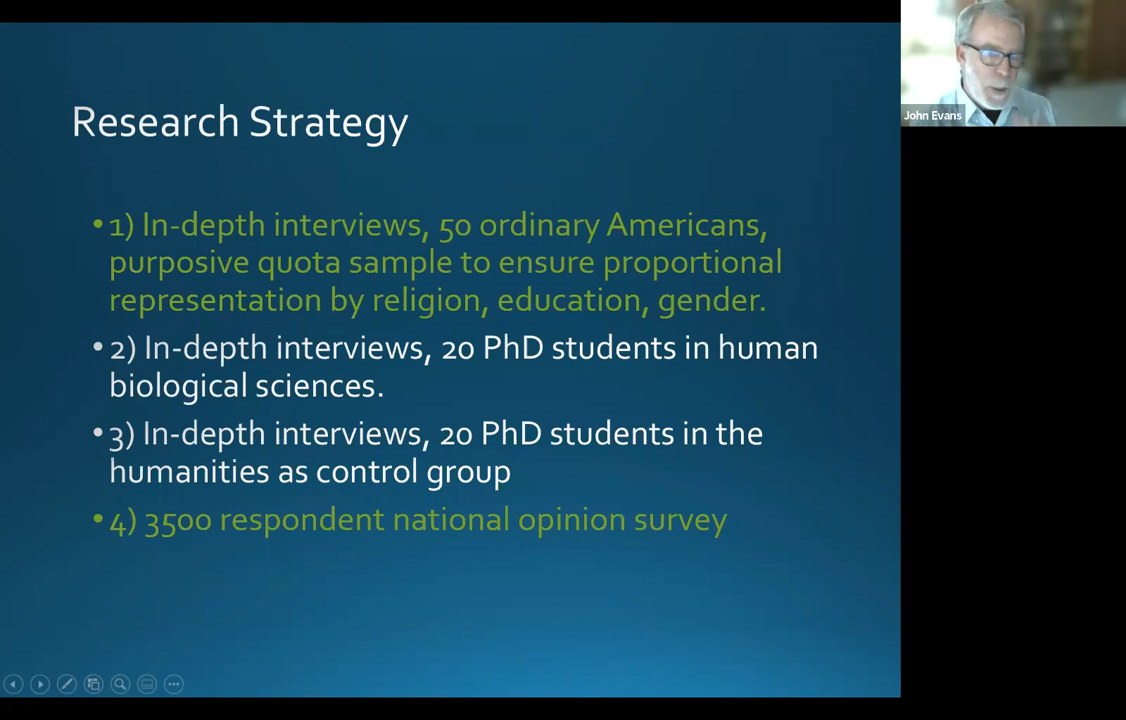 Research Strategy
•1) In-depth interviews, 50 ordinary Americans,
purposive quota sample to ensure proportional
representation by religion, education, gender.
•2) In-depth interviews, 20 PhD students in human
biological sciences.
•3) In-depth interviews, 20 PhD students in the
humanities as control group
•4) 3500 respondent national opinion survey
John Evans